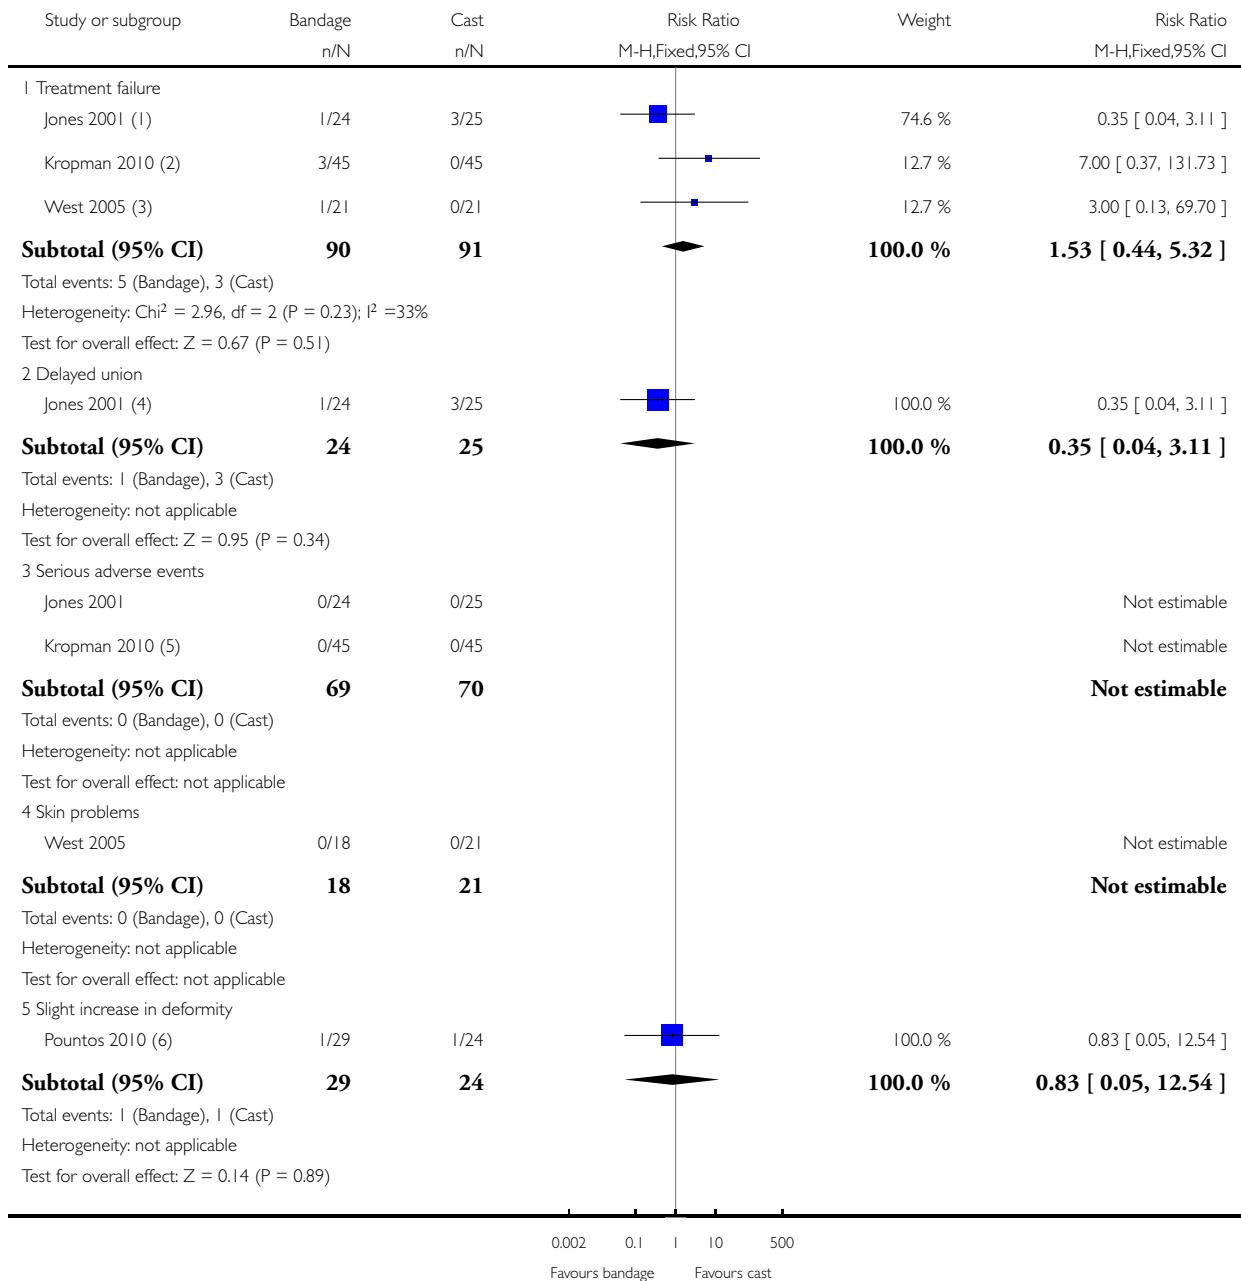 Study or subgroup Bandage Cast Risk Ratio Weight Risk Ratio
n/N n/N M-H,Fixed,95% CI M-H,Fixed,95% CI
1 Treatment failure
Jones 2001 (1) 1/24 3/25 74.6 % 0.35 [ 0.04, 3.11 ]
Kropman 2010 (2) 3/45 0/45 12.7 % 7.00 [ 0.37, 131.73 ]
West 2005 (3) 1/21 0/21 12.7 % 3.00 [ 0.13, 69.70 ]
Subtotal (95% CI) 90 91 100.0 % 1.53 [ 0.44, 5.32 ]
Total events: 5 (Bandage), 3 (Cast)
Heterogeneity: Chi² = 2.96, df = 2 (P = 0.23); I² =33%
Test for overall effect: Z = 0.67 (P = 0.51)
2 Delayed union
Jones 2001 (4) 1/24 3/25 100.0 % 0.35 [ 0.04, 3.11 ]
Subtotal (95% CI) 24 25 100.0 % 0.35 [ 0.04, 3.11 ]
Total events: 1 (Bandage), 3 (Cast)
Heterogeneity: not applicable
Test for overall effect: Z = 0.95 (P = 0.34)
3 Serious adverse events
Jones 2001 0/24 0/25 Not estimable
Kropman 2010 (5) 0/45 0/45 Not estimable
Subtotal (95% CI) 69 70 Not estimable
Total events: 0 (Bandage), 0 (Cast)
Heterogeneity: not applicable
Test for overall effect: not applicable
4 Skin problems
West 2005 0/18 0/21 Not estimable
Subtotal (95% CI) 18 21 Not estimable
Total events: 0 (Bandage), 0 (Cast)
Heterogeneity: not applicable
Test for overall effect: not applicable
5 Slight increase in deformity
Pountos 2010 (6) 1/29 1/24 100.0 % 0.83 [ 0.05, 12.54 ]
Subtotal (95% CI) 29 24 100.0 % 0.83 [ 0.05, 12.54 ]
Total events: 1 (Bandage), 1 (Cast)
Heterogeneity: not applicable
Test for overall effect: Z = 0.14 (P = 0.89)
0.002 0.1 1 10 500
Favours bandage Favours cast